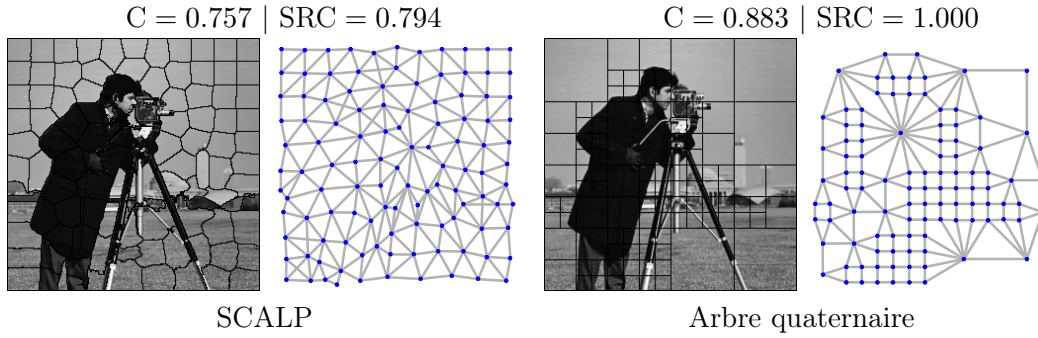 C = 0.757 | SRC = 0.794
C = 0.883 | SRC = 1.000
SCALP
Arbre quaternaire